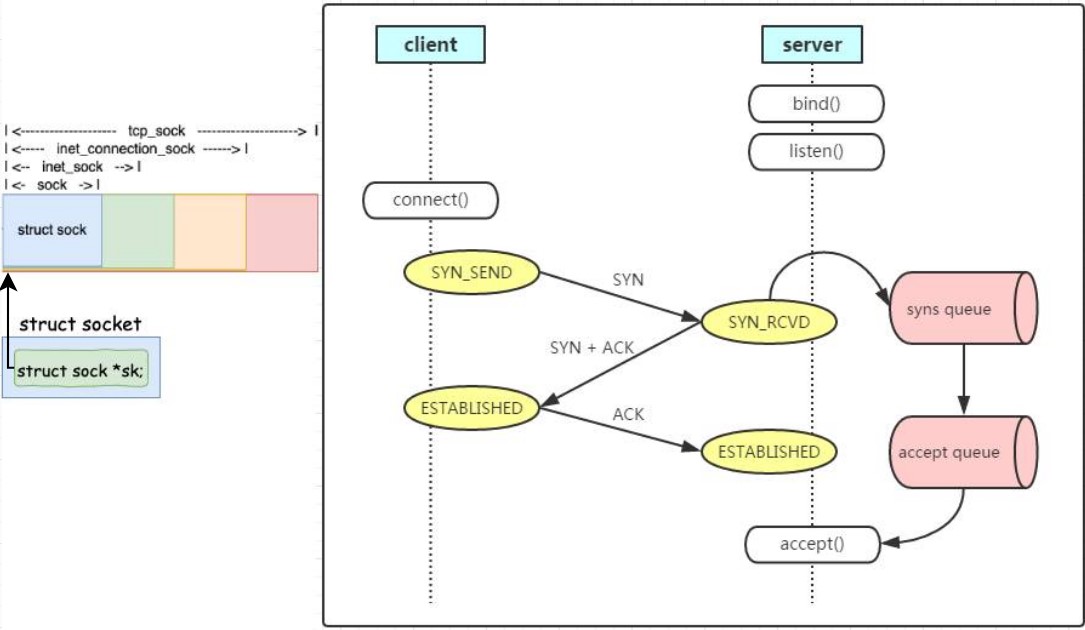 |<-------------------- tcp_sock --------------------->|
|<----- inet_connection_sock ------>|
|<-- inet_sock -->|
|<- sock ->|
struct sock
struct socket
struct sock *sk;
client
server
bind()
listen()
connect()
SYN_SEND
SYN
SYN_RCVD
syns queue
SYN + ACK
ESTABLISHED
ACK
ESTABLISHED
accept queue
accept()